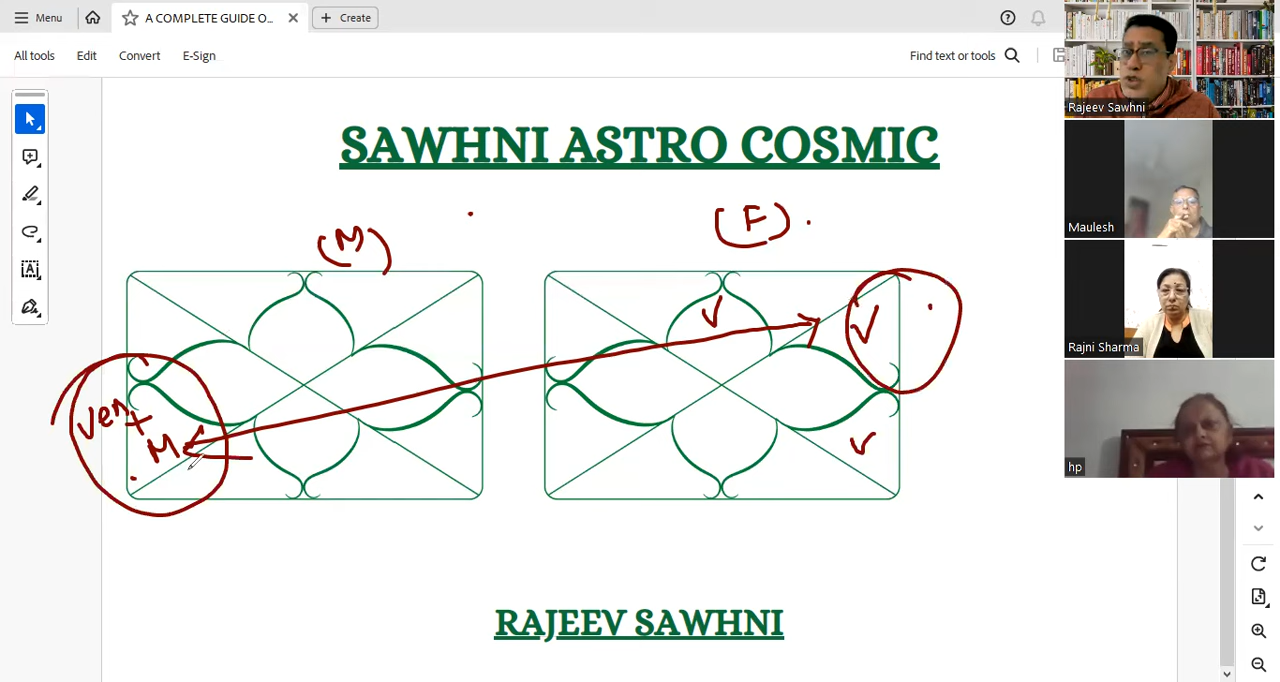 Menu
A COMPLETE GUIDE O...
Create
All tools
Edit
Convert
E-Sign
Find text or tools
SAWHNI ASTRO COSMIC
(M)
(F)
V
V
Ven +
M
V
RAJEEV SAWHNI
Rajeev Sawhni
Maulesh
Rajni Sharma
hp